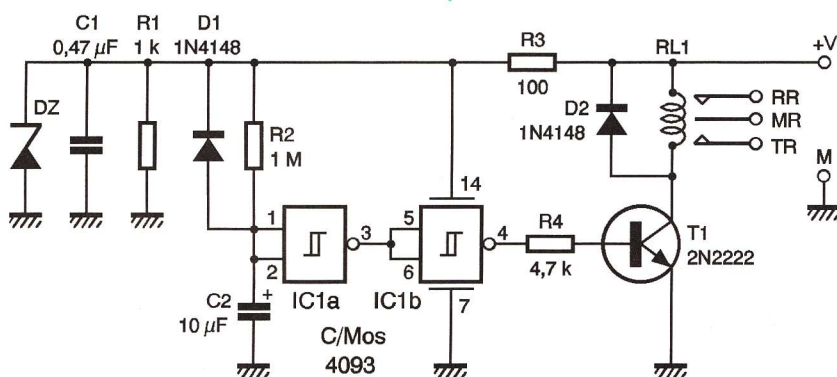 C1
0,47 µF
R1
1 k
D1
1N4148
R3
100
RL1
+V
DZ
R2
1 M
D2
1N4148
RR
MR
TR
M
14
1
2
3
5
6
4
7
R4
4,7 k
T1
2N2222
C2
+
10 µF
IC1a
IC1b
C/Mos
4093